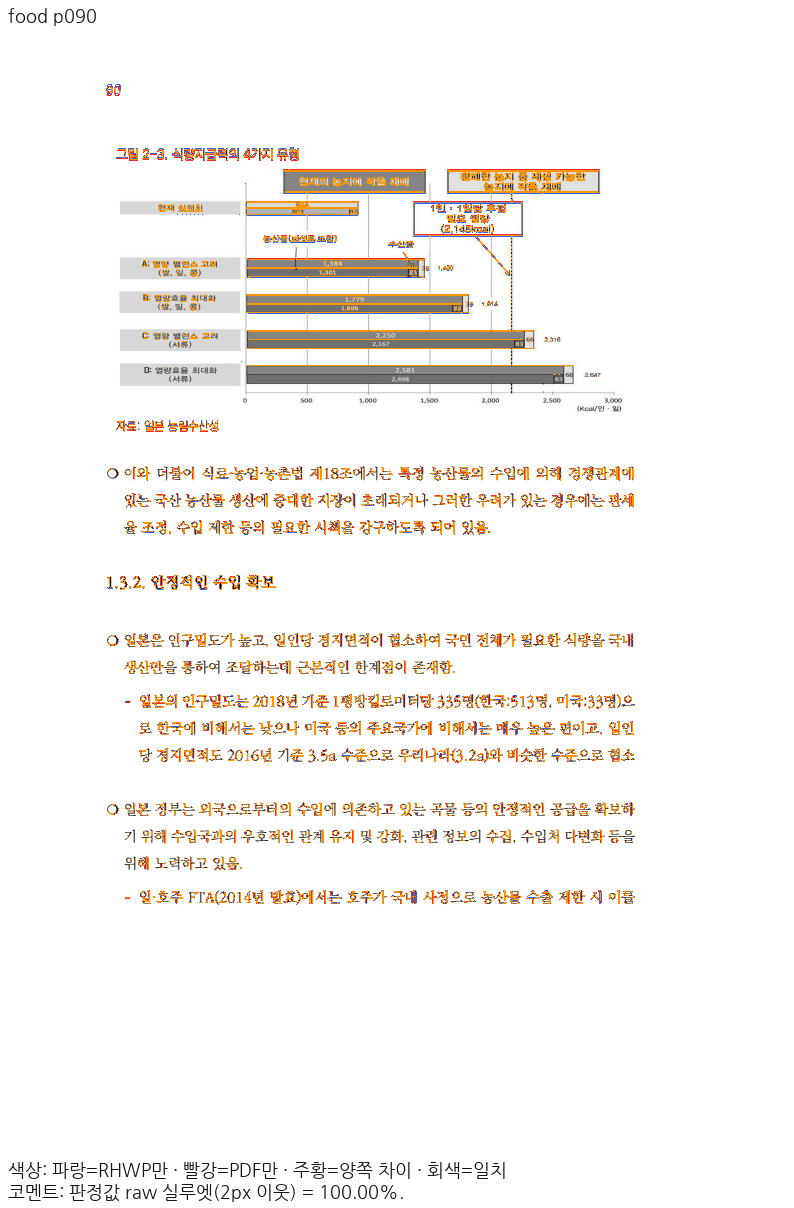 food p090
90
그림 2-3. 식량자급력의 4가지 유형
현재의 농지에 작물 재배
황폐한 농지 중 재생 가능한
농지에 작물 재배
현재 실적치
1인·1일당 추정
필요 열량
(2,145kcal)
수산물
A: 열량 밸런스 고려
(쌀, 밀, 콩)
1,384
1,301
B: 열량효율 최대화
(쌀, 밀, 콩)
1,779
1,696
C: 열량 밸런스 고려
(서류)
2,250
2,167
83
66
2,316
D: 열량효율 최대화
(서류)
2,581
2,498
83
66
2,647
0 500 1,000 1,500 2,000 2,500 3,000
(Kcal/인·일)
자료: 일본 농림수산성
❍ 이와 더불어 식료·농업·농촌법 제18조에서는 특정 농산물의 수입에 의해 경쟁관계에
있는 국산 농산물 생산에 중대한 지장이 초래되거나 그러한 우려가 있는 경우에는 관세
율 조정, 수입 제한 등의 필요한 시책을 강구하도록 되어 있음.
1.3.2. 안정적인 수입 확보
❍ 일본은 인구밀도가 높고, 일인당 경지면적이 협소하여 국민 전체가 필요한 식량을 국내
생산만을 통하여 조달하는데 근본적인 한계점이 존재함.
- 일본의 인구밀도는 2018년 기준 1평방킬로미터당 335명(한국:513명, 미국:33명)으
로 한국에 비해서는 낮으나 미국 등의 주요국가에 비해서는 매우 높은 편이고, 일인
당 경지면적도 2016년 기준 3.5a 수준으로 우리나라(3.2a)와 비슷한 수준으로 협소
❍ 일본 정부는 외국으로부터의 수입에 의존하고 있는 곡물 등의 안정적인 공급을 확보하
기 위해 수입국과의 우호적인 관계 유지 및 강화, 관련 정보의 수집, 수입처 다변화 등을
위해 노력하고 있음.
- 일·호주 FTA(2014년 발효)에서는 호주가 국내 사정으로 농산물 수출 제한 시 이를
색상: 파랑=RHWP만 · 빨강=PDF만 · 주황=양쪽 차이 · 회색=일치
코멘트: 판정값 raw 실루엣(2px 이웃) = 100.00%.